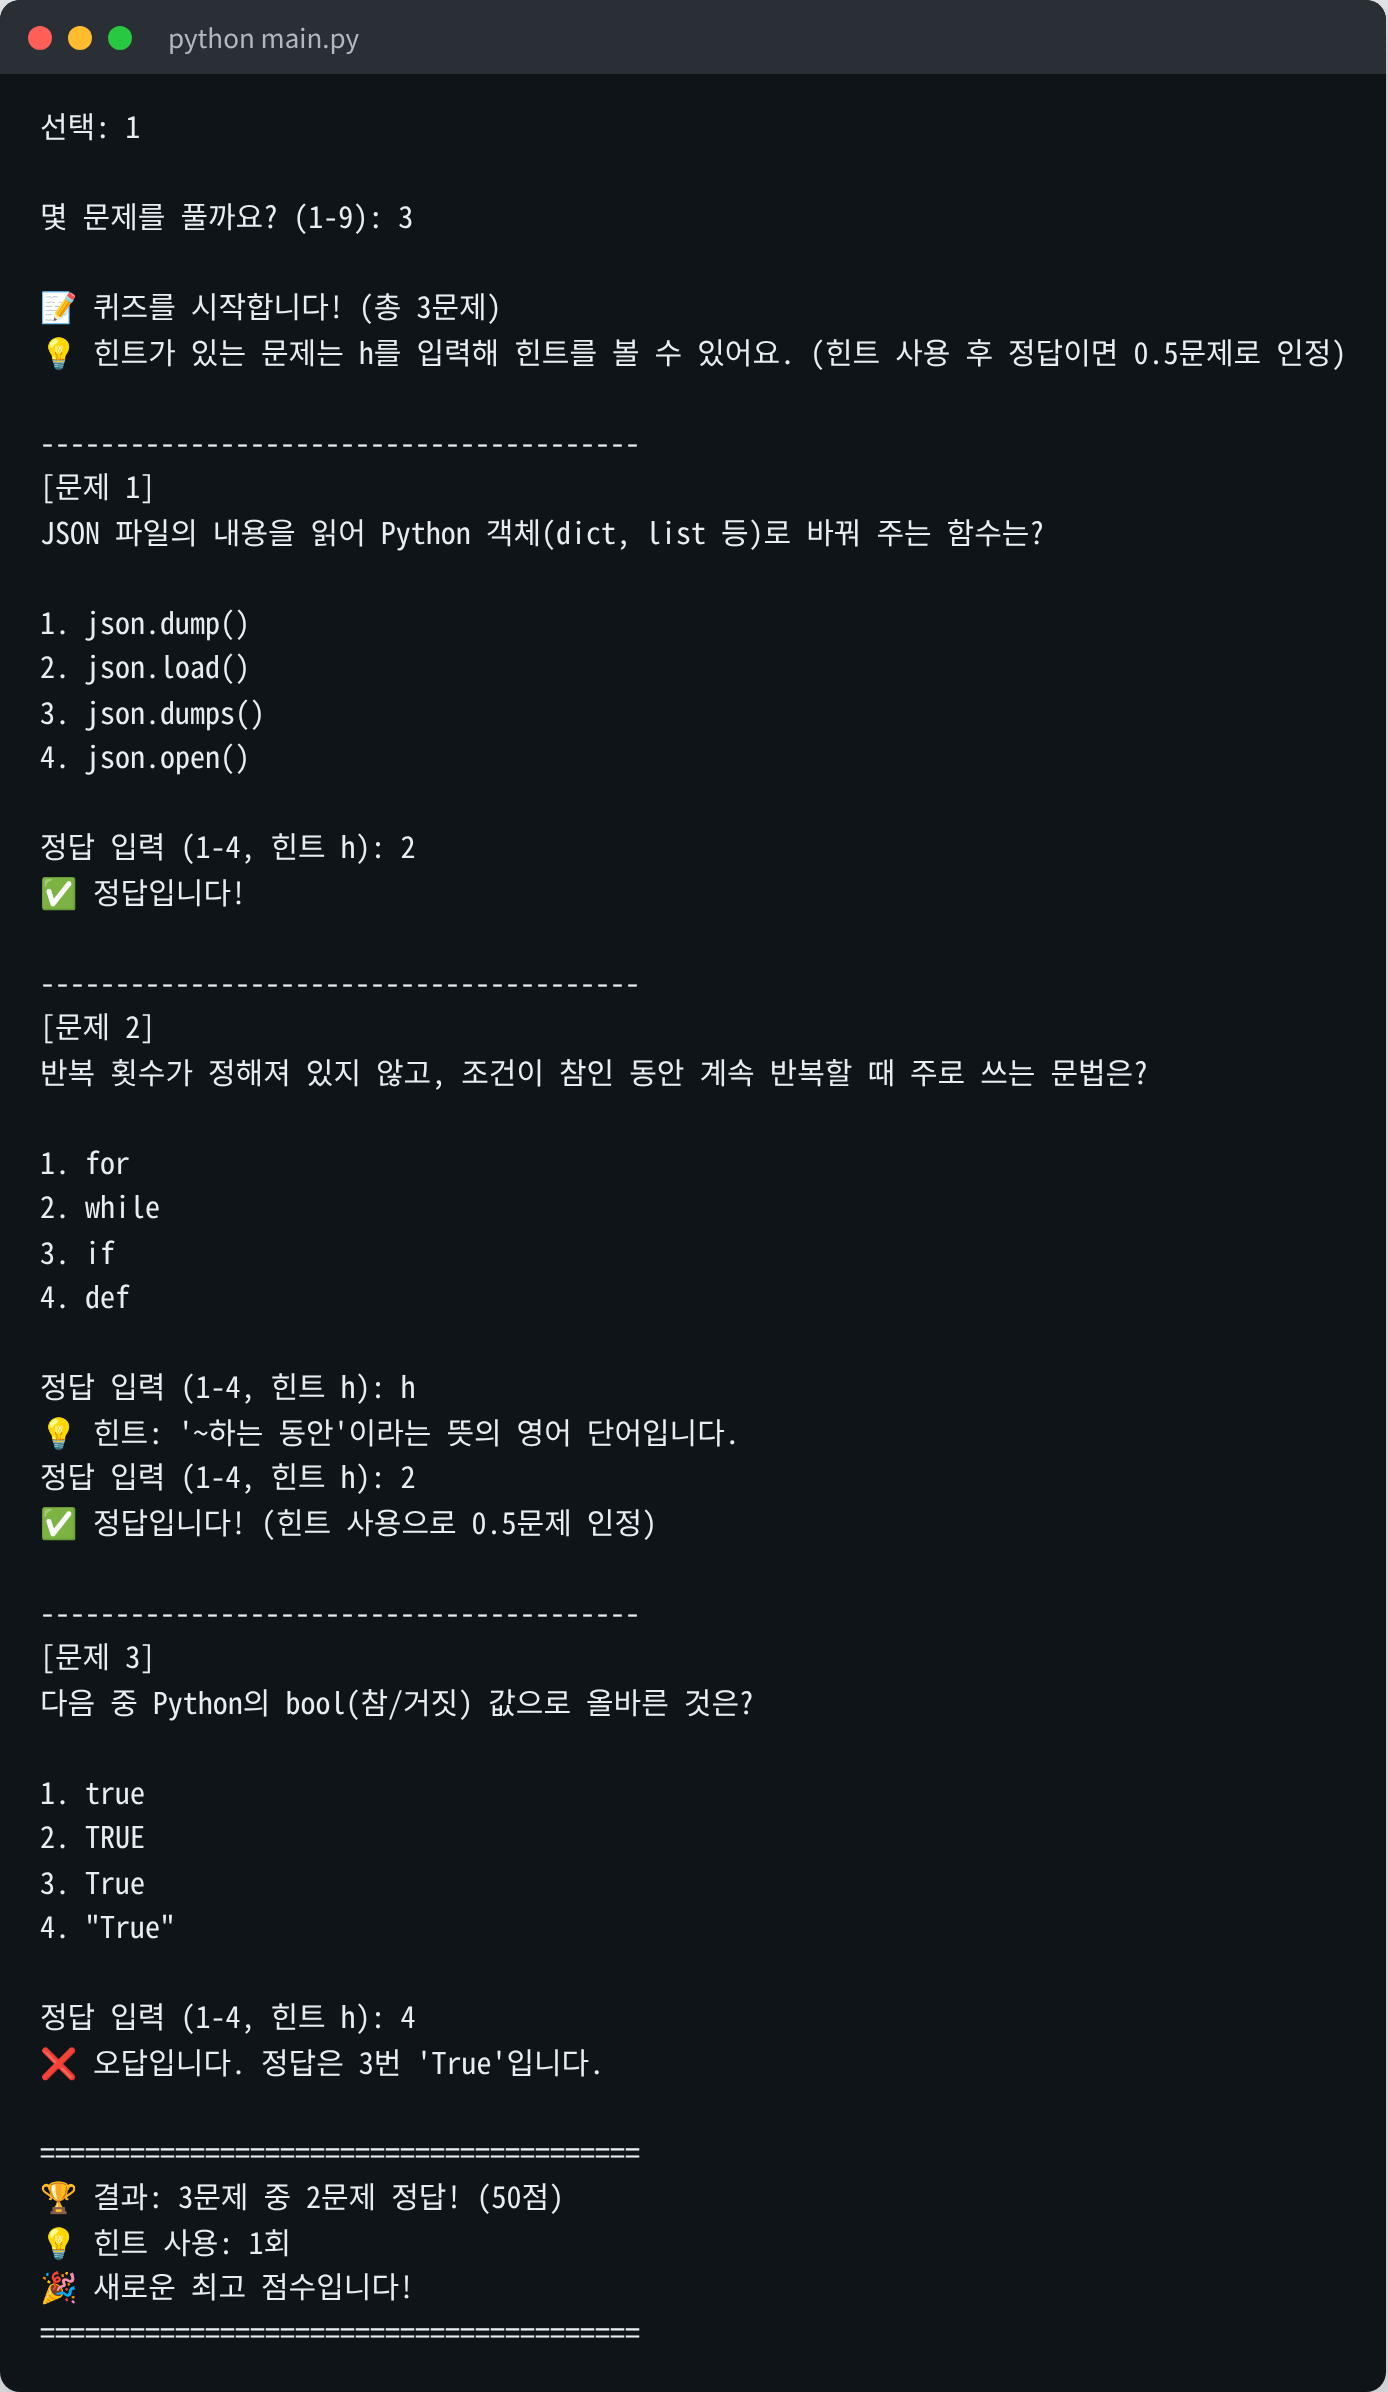 python main.py
선택: 1
몇 문제를 풀까요? (1-9): 3
📝 퀴즈를 시작합니다! (총 3문제)
💡 힌트가 있는 문제는 h를 입력해 힌트를 볼 수 있어요. (힌트 사용 후 정답이면 0.5문제로 인정)
----------------------------------------
[문제 1]
JSON 파일의 내용을 읽어 Python 객체(dict, list 등)로 바꿔 주는 함수는?
1. json.dump()
2. json.load()
3. json.dumps()
4. json.open()
정답 입력 (1-4, 힌트 h): 2
✅ 정답입니다!
----------------------------------------
[문제 2]
반복 횟수가 정해져 있지 않고, 조건이 참인 동안 계속 반복할 때 주로 쓰는 문법은?
1. for
2. while
3. if
4. def
정답 입력 (1-4, 힌트 h): h
💡 힌트: '~하는 동안'이라는 뜻의 영어 단어입니다.
정답 입력 (1-4, 힌트 h): 2
✅ 정답입니다! (힌트 사용으로 0.5문제 인정)
----------------------------------------
[문제 3]
다음 중 Python의 bool(참/거짓) 값으로 올바른 것은?
1. true
2. TRUE
3. True
4. "True"
정답 입력 (1-4, 힌트 h): 4
❌ 오답입니다. 정답은 3번 'True'입니다.
========================================
🏆 결과: 3문제 중 2문제 정답! (50점)
💡 힌트 사용: 1회
🎉 새로운 최고 점수입니다!
========================================